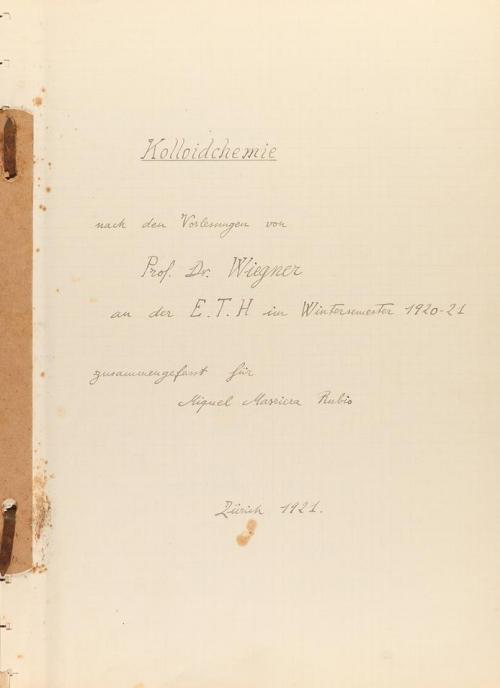 Kolloidchemie
nach den Vorlesungen von
Prof. Dr. Wiegner
an der E.T.H im Wintersemester 1920-21
zusammengefasst für
Miquel Masriera Rubio
Zürich 1921.